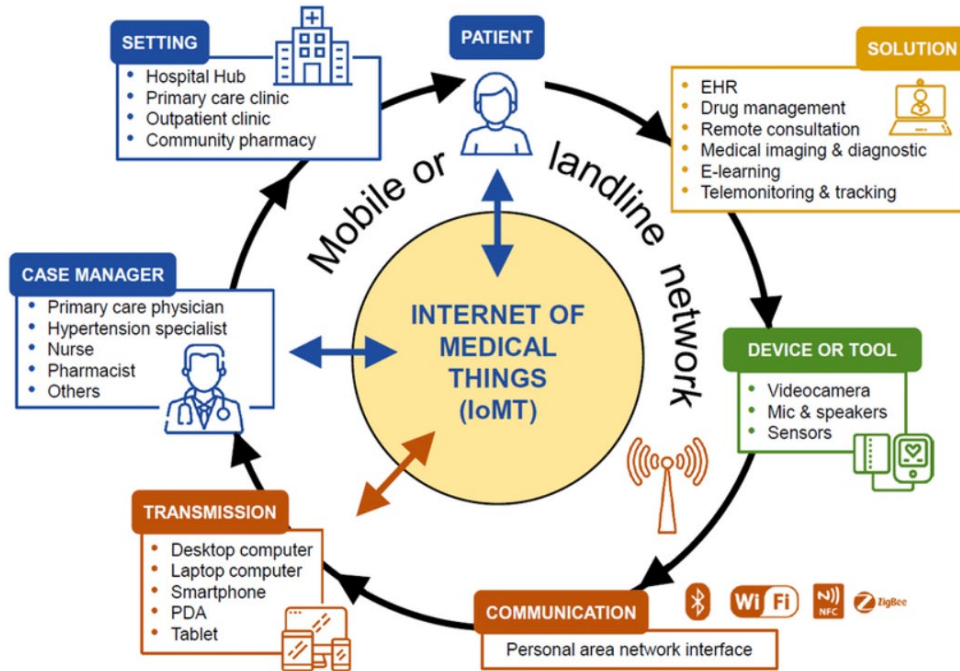 PATIENT
SOLUTION
EHR
Drug management
Remote consultation
Medical imaging & diagnostic
E-learning
Telemonitoring & tracking
DEVICE OR TOOL
Videocamera
Mic & speakers
Sensors
COMMUNICATION
Personal area network interface
WiFi
NFC
ZigBee
TRANSMISSION
Desktop computer
Laptop computer
Smartphone
PDA
Tablet
CASE MANAGER
Primary care physician
Hypertension specialist
Nurse
Pharmacist
Others
SETTING
Hospital Hub
Primary care clinic
Outpatient clinic
Community pharmacy
Mobile or landline network
INTERNET OF
MEDICAL
THINGS
(IoMT)